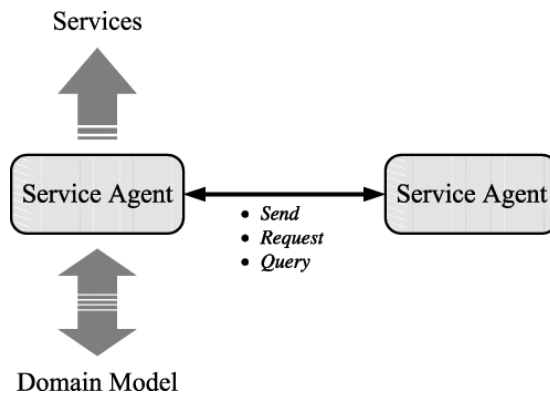 Services
Service Agent
Service Agent
• Send
• Request
• Query
Domain Model